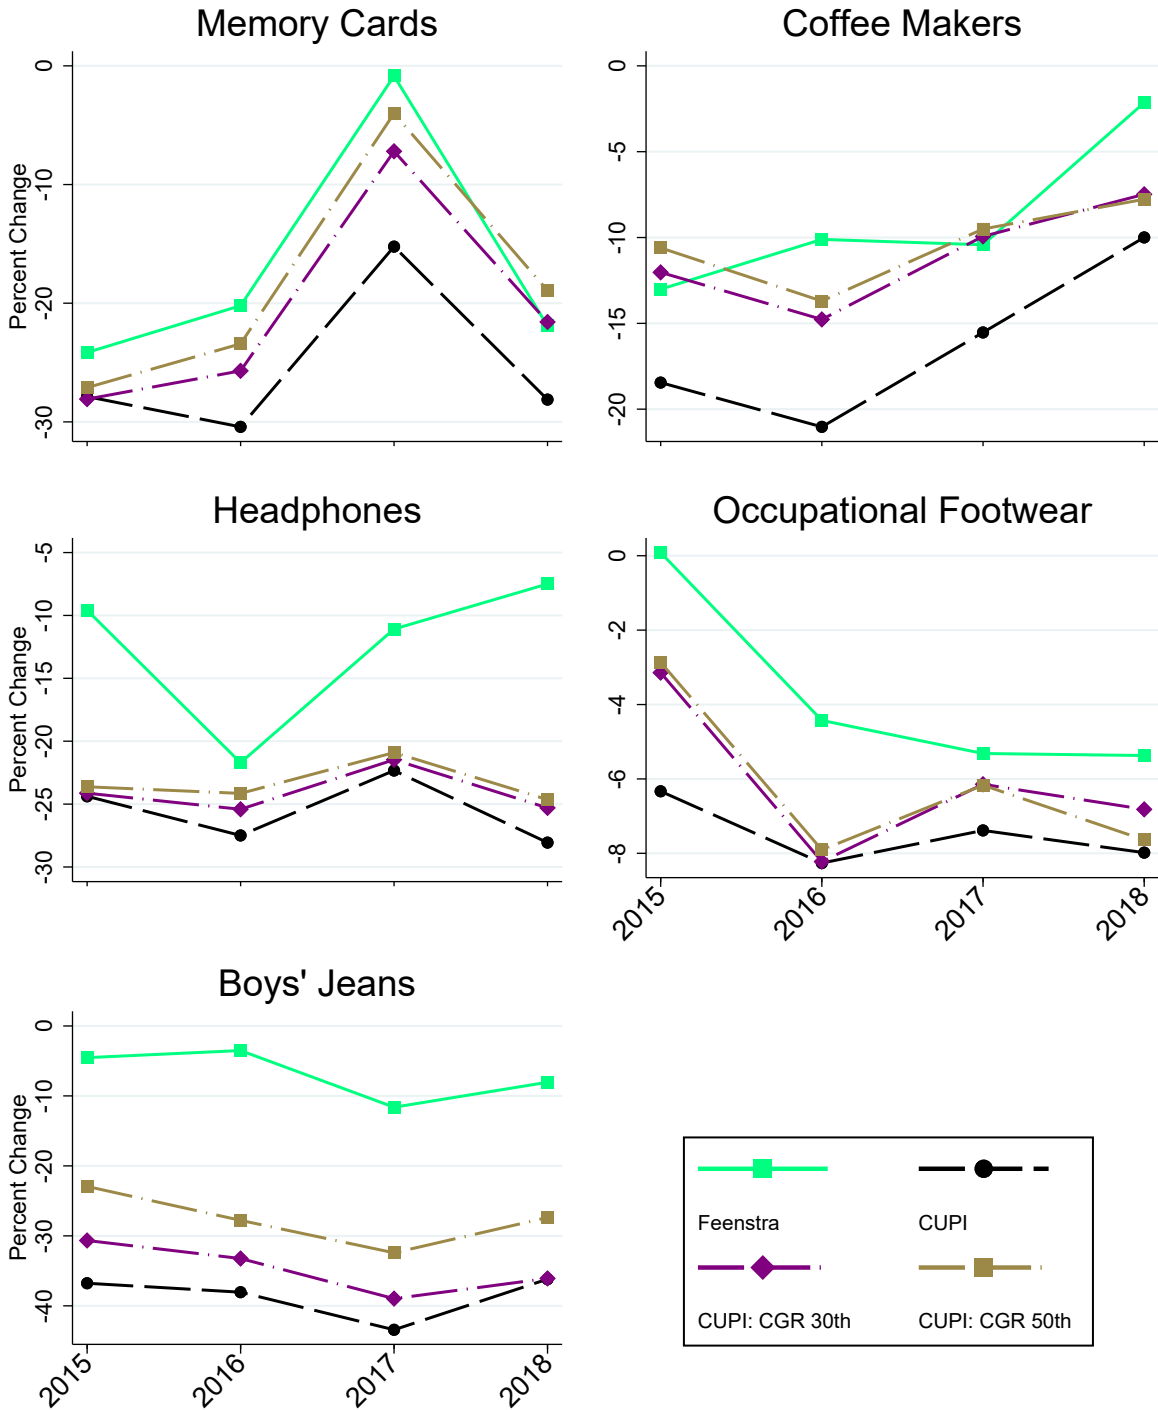 Memory Cards
Coffee Makers
Percent Change
0
-10
-20
-30
0
-5
-10
-15
-20
Headphones
Occupational Footwear
Percent Change
-5
-10
-15
-20
-25
-30
0
-2
-4
-6
-8
2015
2016
2017
2018
Boys' Jeans
Percent Change
0
-10
-20
-30
-40
2015
2016
2017
2018
Feenstra
CUPI
CUPI: CGR 30th
CUPI: CGR 50th